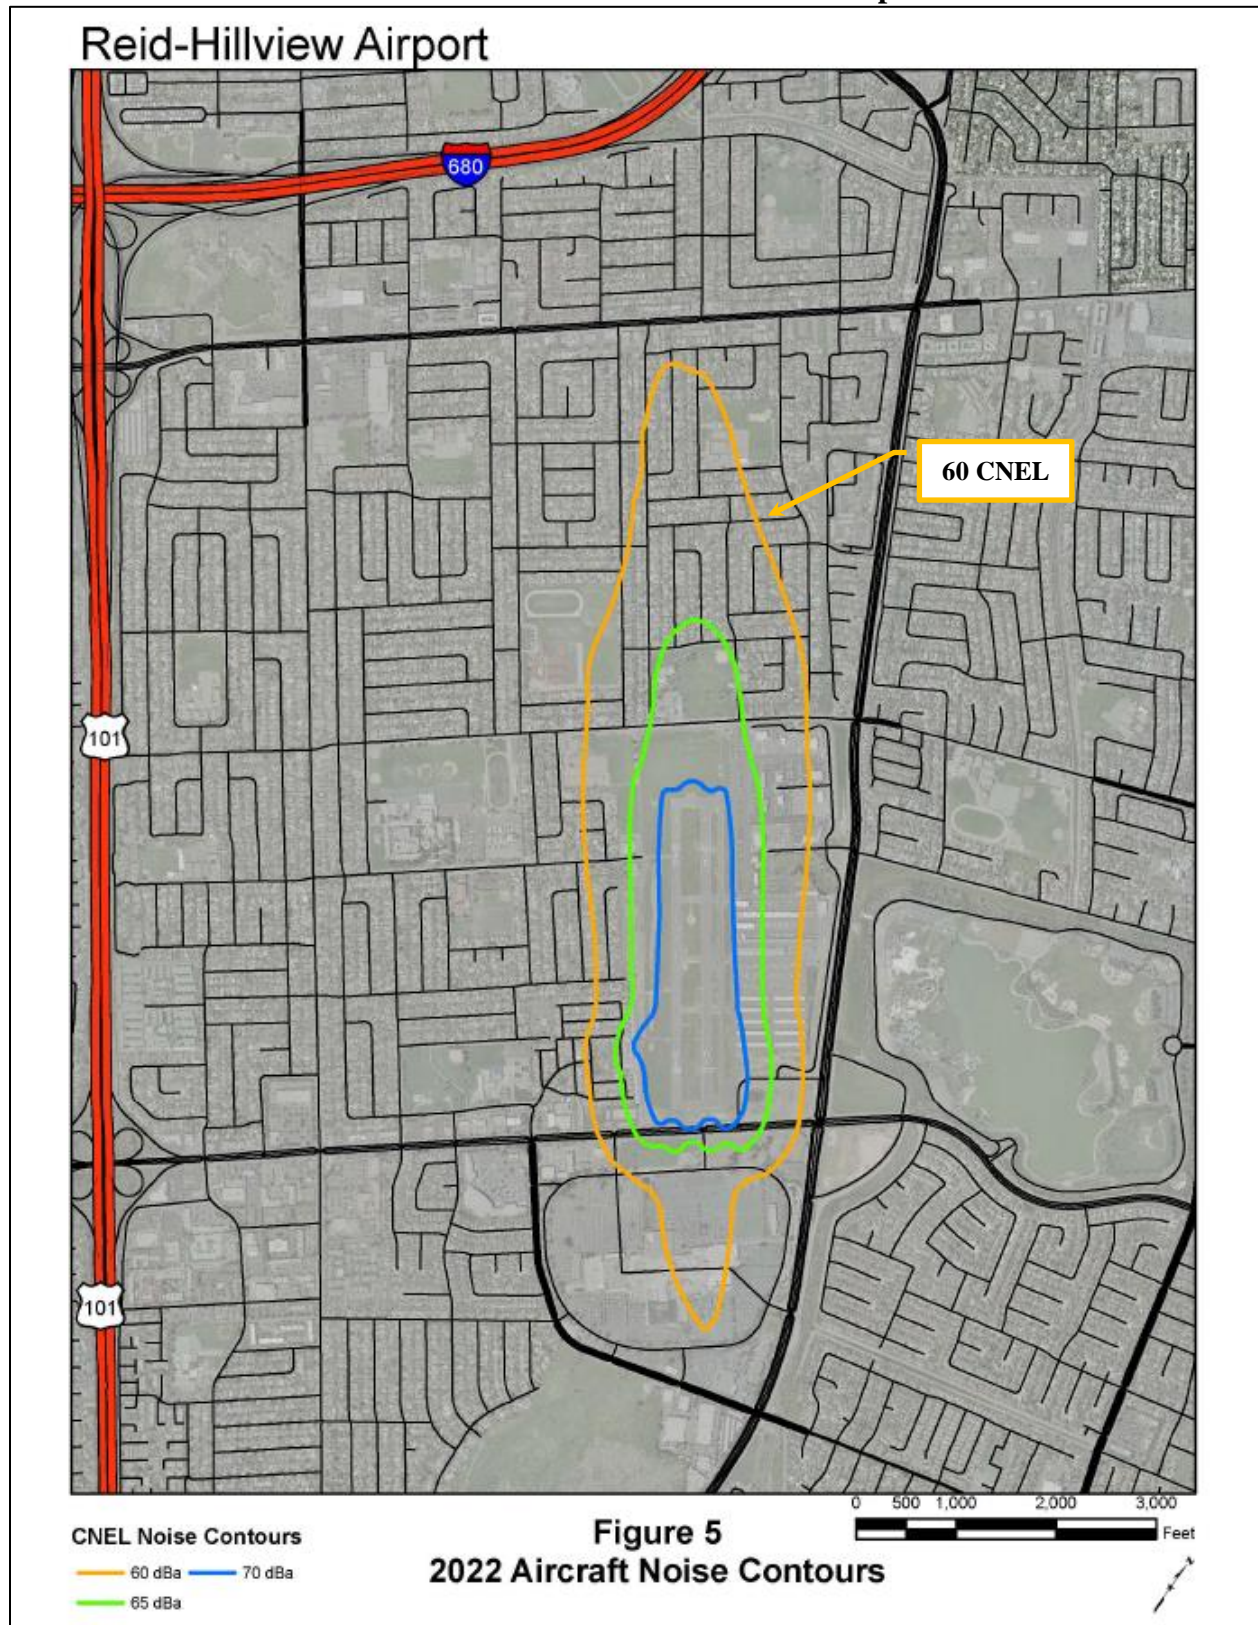 Reid-Hillview Airport
680
60 CNEL
101
101
0 500 1,000 2,000 3,000
Feet
CNEL Noise Contours
60 dBa 70 dBa
65 dBa
Figure 5
2022 Aircraft Noise Contours